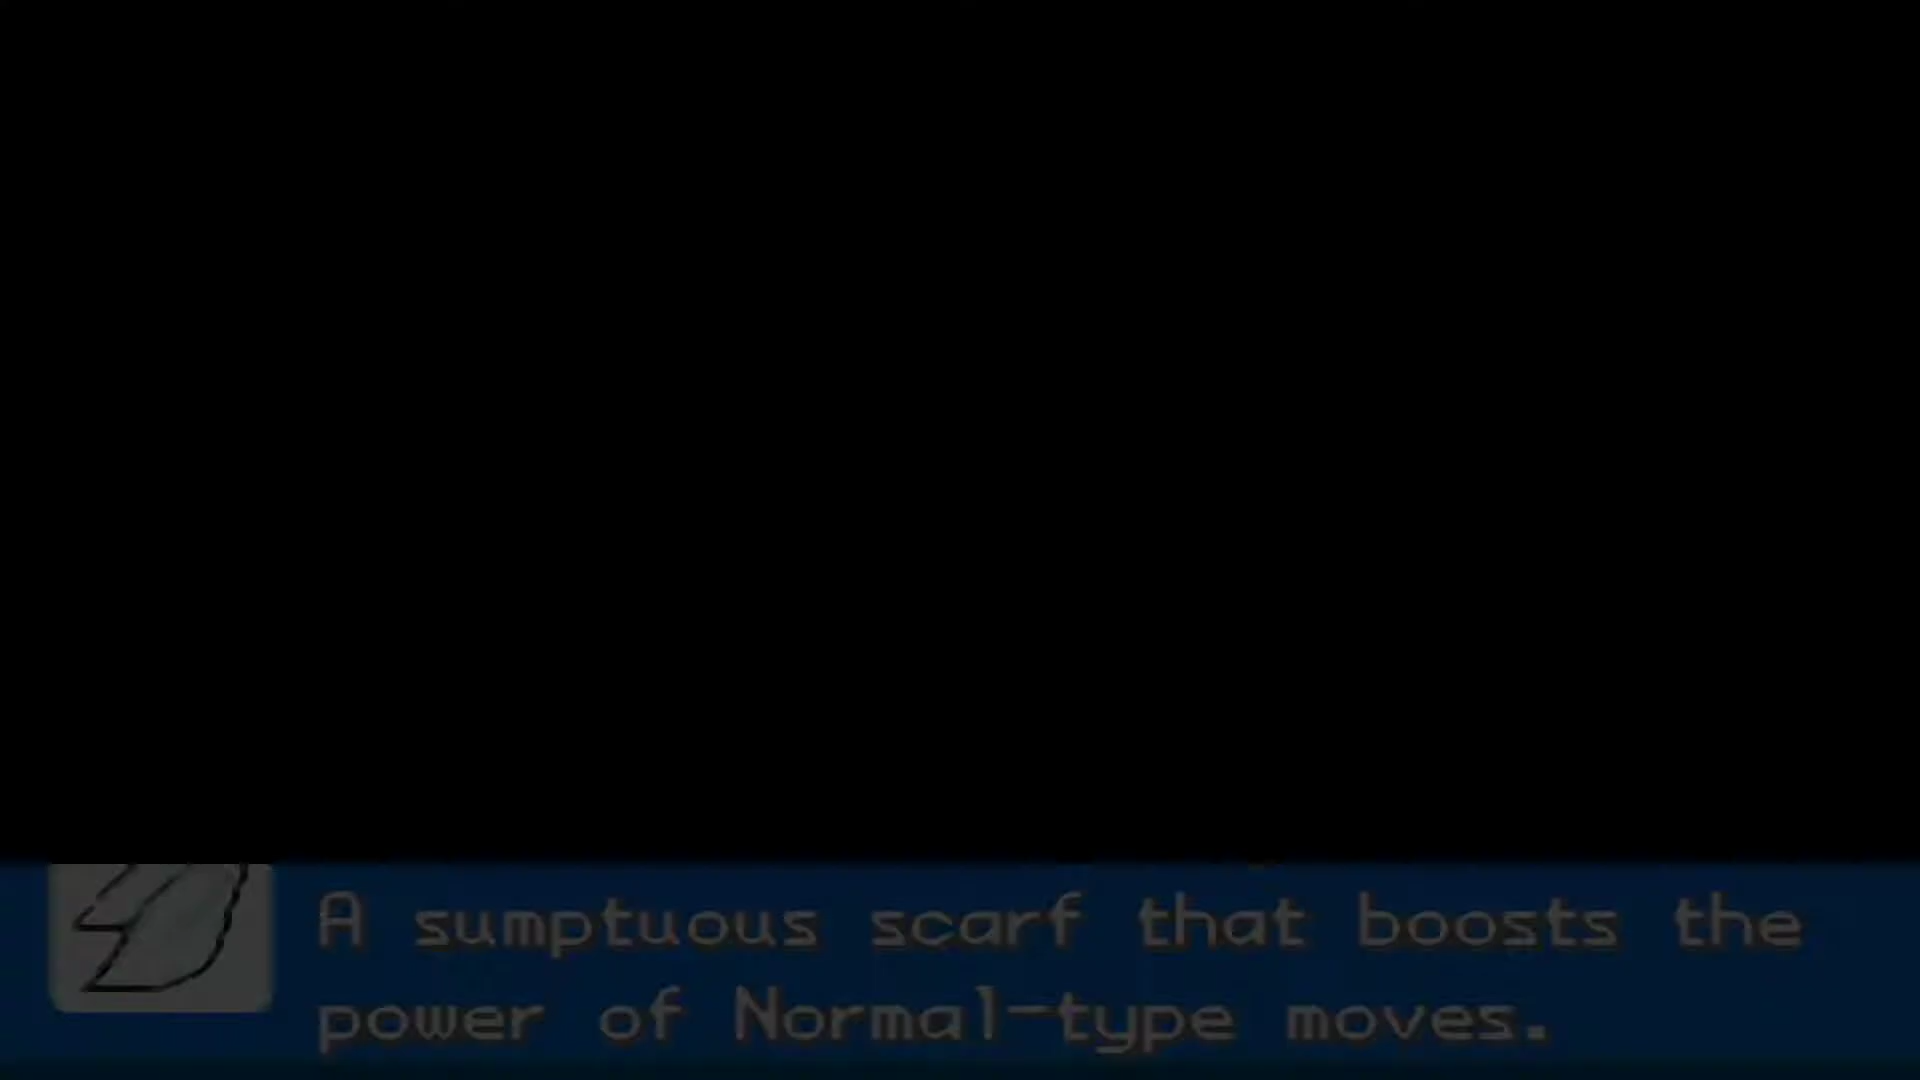 A sumptuous scarf that boosts the
power of Normal-type moves.